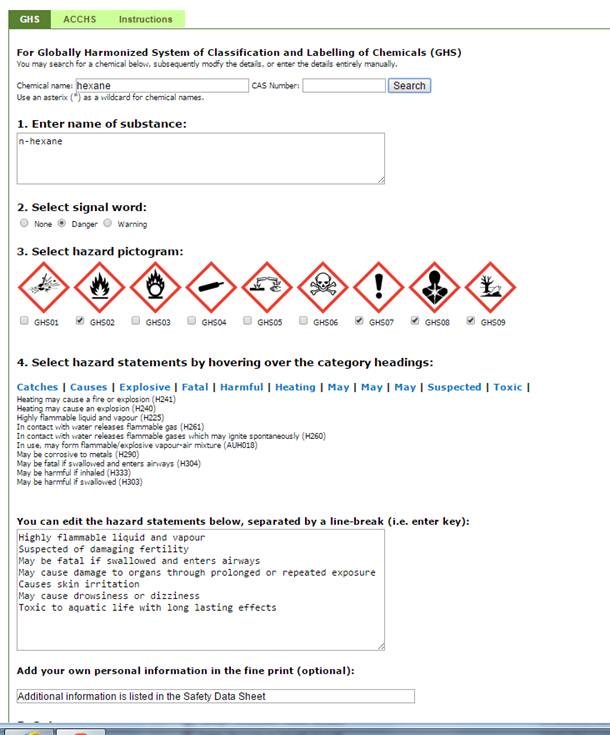 GHS ACCHS Instructions
For Globally Harmonized System of Classification and Labelling of Chemicals (GHS)
You may search for a chemical below, subsequently modfy the details, or enter the details entirely manually.
Chemical name: hexane CAS Number: Search
Use an asterix (*) as a wildcard for chemical names.
1. Enter name of substance:
n-hexane
2. Select signal word:
None Danger Warning
3. Select hazard pictogram:
GHS01 GHS02 GHS03 GHS04 GHS05 GHS06 GHS07 GHS08 GHS09
4. Select hazard statements by hovering over the category headings:
Catches | Causes | Explosive | Fatal | Harmful | Heating | May | May | May | Suspected | Toxic |
Heating may cause a fire or explosion (H241)
Heating may cause an explosion (H240)
Highly flammable liquid and vapour (H225)
In contact with water releases flammable gas (H261)
In contact with water releases flammable gases which may ignite spontaneously (H260)
In use, may form flammable/explosive vapour-air mixture (AUH018)
May be corrosive to metals (H290)
May be fatal if swallowed and enters airways (H304)
May be harmful if inhaled (H333)
May be harmful if swallowed (H303)
You can edit the hazard statements below, separated by a line-break (i.e. enter key):
Highly flammable liquid and vapour
Suspected of damaging fertility
May be fatal if swallowed and enters airways
May cause damage to organs through prolonged or repeated exposure
Causes skin irritation
May cause drowsiness or dizziness
Toxic to aquatic life with long lasting effects
Add your own personal information in the fine print (optional):
Additional information is listed in the Safety Data Sheet